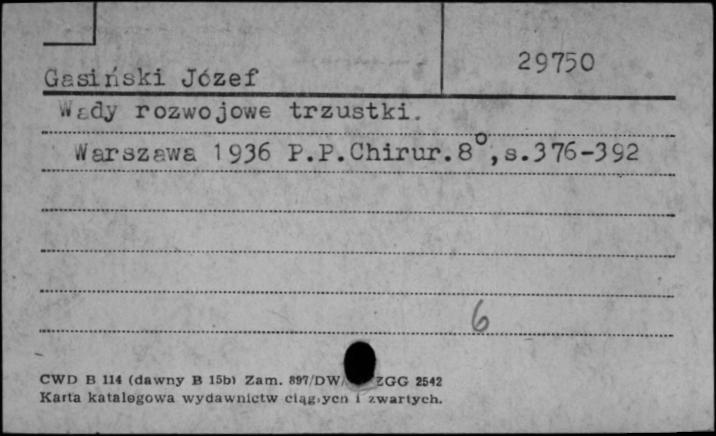 29750
Gasiński Józef
Wady rozwojowe trzustki.
Warszawa 1936 P.P.Chirur.8°,s.376-392
6
CWD B 114 (dawny B 15b) Zam. 897/DW/ ZGG 2542
Karta katalogowa wydawnictw ciągłych i zwartych.